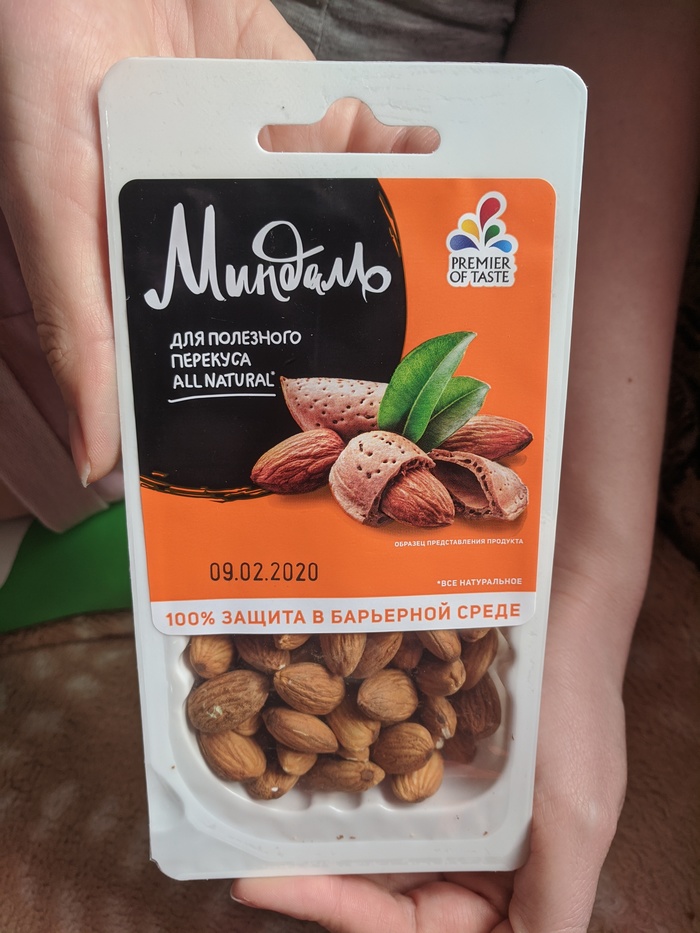 Миндаль
PREMIER
OF TASTE
ДЛЯ ПОЛЕЗНОГО
ПЕРЕКУСА
ALL NATURAL*
ОБРАЗЕЦ ПРЕДСТАВЛЕНИЯ ПРОДУКТА
09.02.2020
*ВСЕ НАТУРАЛЬНОЕ
100% ЗАЩИТА В БАРЬЕРНОЙ СРЕДЕ